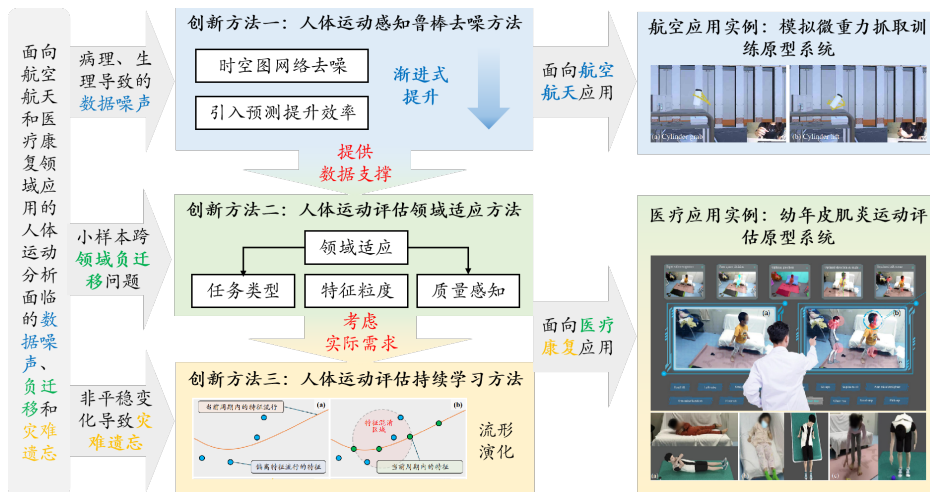 面向
航空
航天
和医
疗康
复领
域应
用的
人体
运动
分析
面临
的数
据噪
声、
负迁
移和
灾难
遗忘
病理、生
理导致的
数据噪声
小样本跨
领域负迁
移问题
非平稳变
化导致灾
难遗忘
创新方法一：人体运动感知鲁棒去噪方法
时空图网络去噪
引入预测提升效率
渐进式
提升
提供
数据支撑
创新方法二：人体运动评估领域适应方法
领域适应
任务类型
特征粒度
质量感知
考虑
实际需求
创新方法三：人体运动评估持续学习方法
当前周期内的特征流行
(a)
偏离特征流行的特征
(b)
特征混淆
区域
当前周期内的特征
流形
演化
面向航空
航天应用
面向医疗
康复应用
航空应用实例：模拟微重力抓取训
练原型系统
(a) Cylinder grab
(b) Cylinder lift
医疗应用实例：幼年皮肌炎运动评
估原型系统
(a)
(b)
(a)
(c)